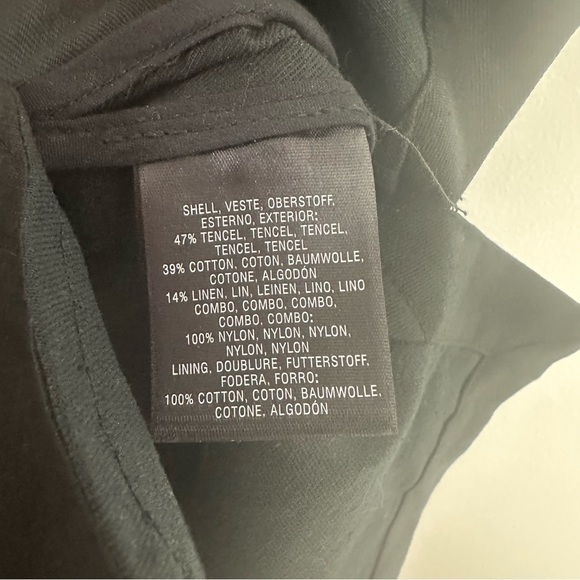 SHELL, VESTE, OBERSTOFF,
ESTERNO, EXTERIOR:
47% TENCEL, TENCEL, TENCEL,
TENCEL, TENCEL
39% COTTON, COTON, BAUMWOLLE,
COTONE, ALGODÓN
14% LINEN, LIN, LEINEN, LINO, LINO
COMBO, COMBO, COMBO,
COMBO, COMBO:
100% NYLON, NYLON, NYLON,
NYLON, NYLON
LINING, DOUBLURE, FUTTERSTOFF,
FODERA, FORRO:
100% COTTON, COTON, BAUMWOLLE,
COTONE, ALGODÓN